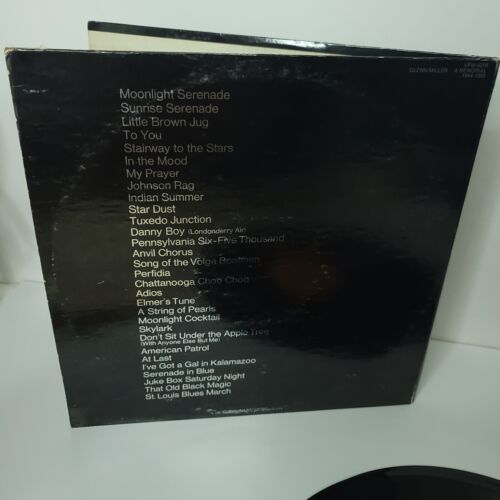 GLENN MILLER A MEMORIAL
1944-1969
Moonlight Serenade
Sunrise Serenade
Little Brown Jug
To You
Stairway to the Stars
In the Mood
My Prayer
Johnson Rag
Indian Summer
Star Dust
Tuxedo Junction
Danny Boy (Londonderry Air)
Pennsylvania Six-Five Thousand
Anvil Chorus
Song of the Volga Boatmen
Perfidia
Chattanooga Choo Choo
Adios
Elmer's Tune
A String of Pearls
Moonlight Cocktail
Skylark
Don't Sit Under the Apple Tree
(With Anyone Else But Me)
American Patrol
At Last
I've Got a Gal in Kalamazoo
Serenade in Blue
Juke Box Saturday Night
That Old Black Magic
St. Louis Blues March